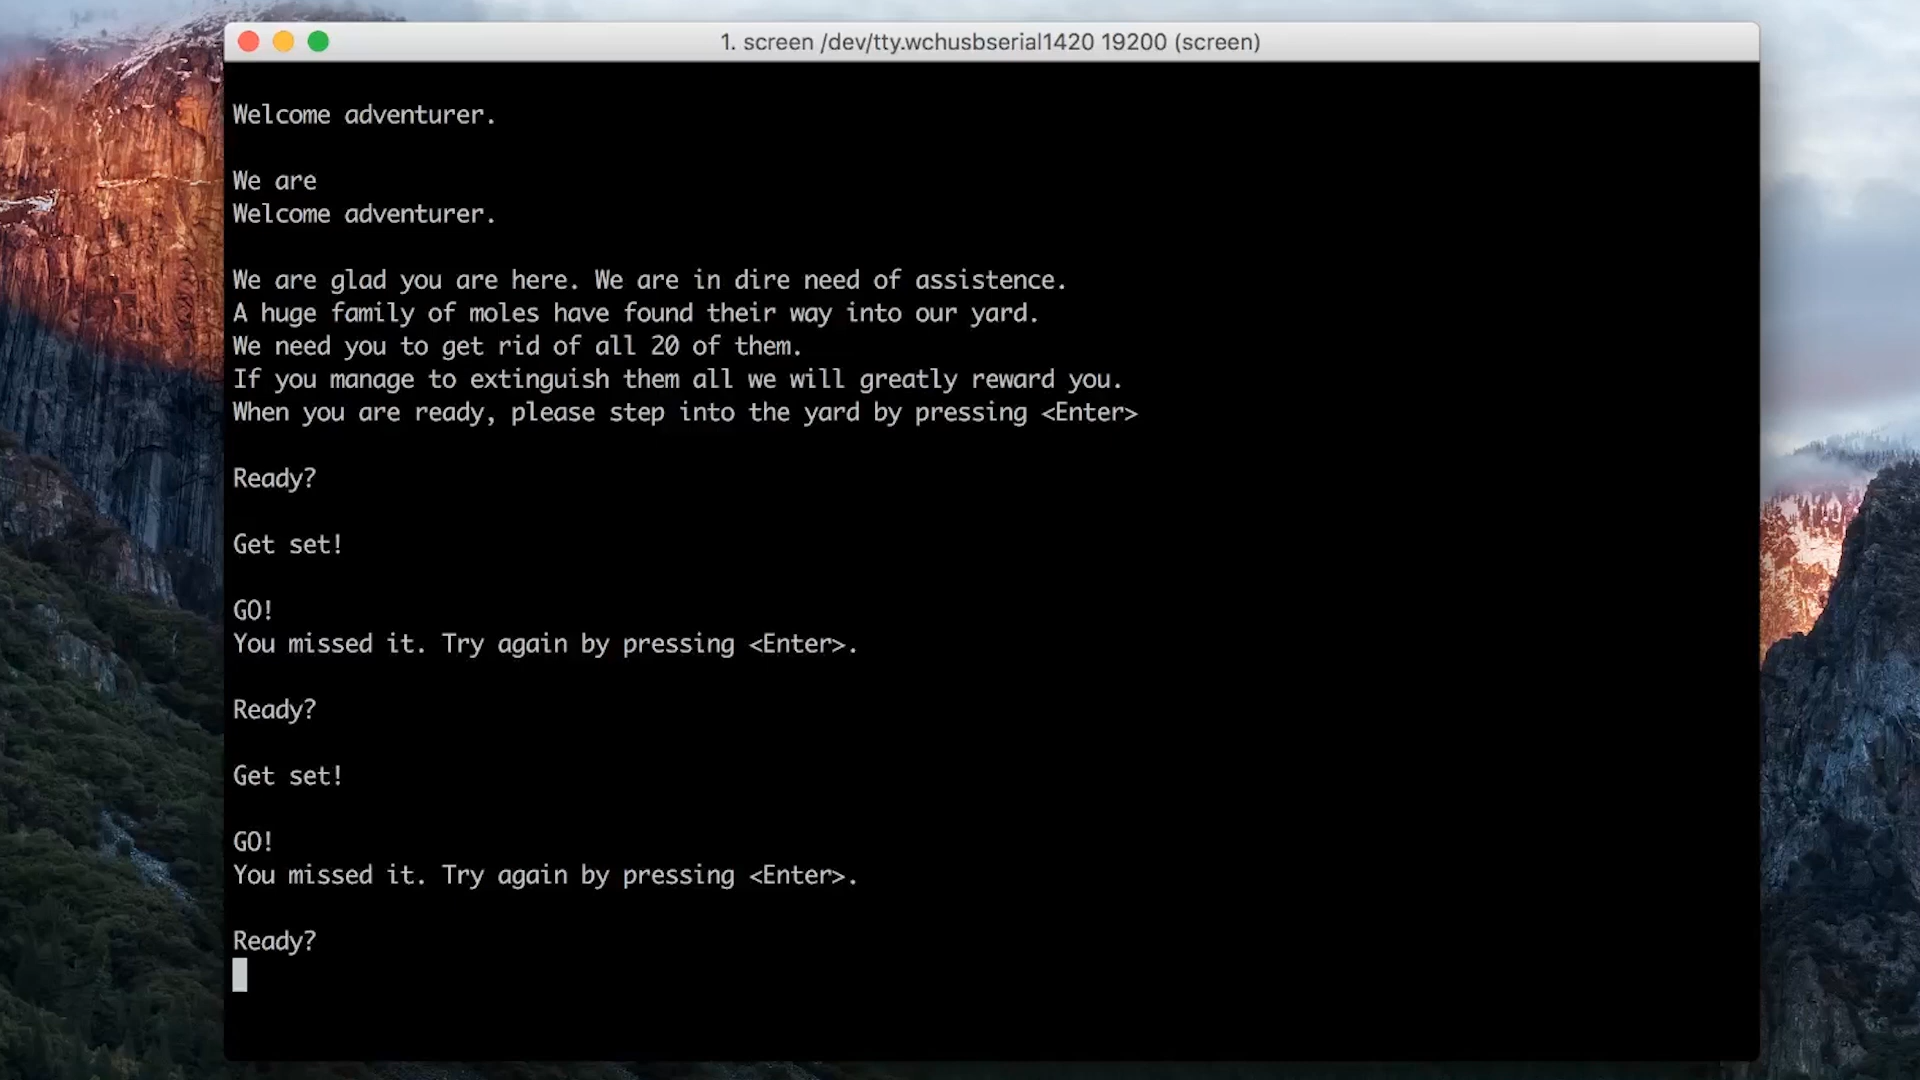 1. screen /dev/tty.wchusbserial1420 19200 (screen)
Welcome adventurer.
We are
Welcome adventurer.
We are glad you are here. We are in dire need of assistence.
A huge family of moles have found their way into our yard.
We need you to get rid of all 20 of them.
If you manage to extinguish them all we will greatly reward you.
When you are ready, please step into the yard by pressing <Enter>
Ready?
Get set!
GO!
You missed it. Try again by pressing <Enter>.
Ready?
Get set!
GO!
You missed it. Try again by pressing <Enter>.
Ready?